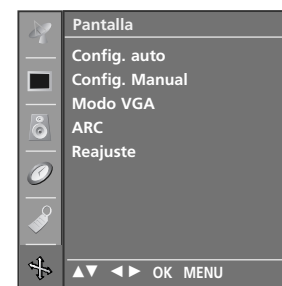 Pantalla
Config. auto
Config. Manual
Modo VGA
ARC
Reajuste
▲▼ ◄► OK MENU